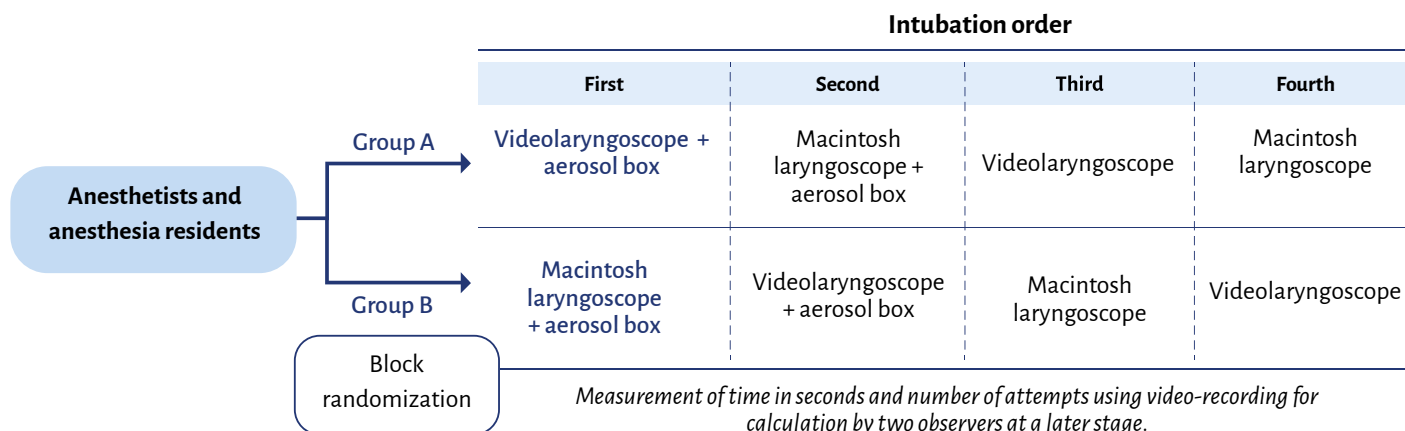 Intubation order
First
Second
Third
Fourth
Anesthetists and
anesthesia residents
Group A
Videolaryngoscope +
aerosol box
Macintosh
laryngoscope +
aerosol box
Videolaryngoscope
Macintosh
laryngoscope
Group B
Macintosh
laryngoscope
+ aerosol box
Videolaryngoscope
+ aerosol box
Macintosh
laryngoscope
Videolaryngoscope
Block
randomization
Measurement of time in seconds and number of attempts using video-recording for
calculation by two observers at a later stage.